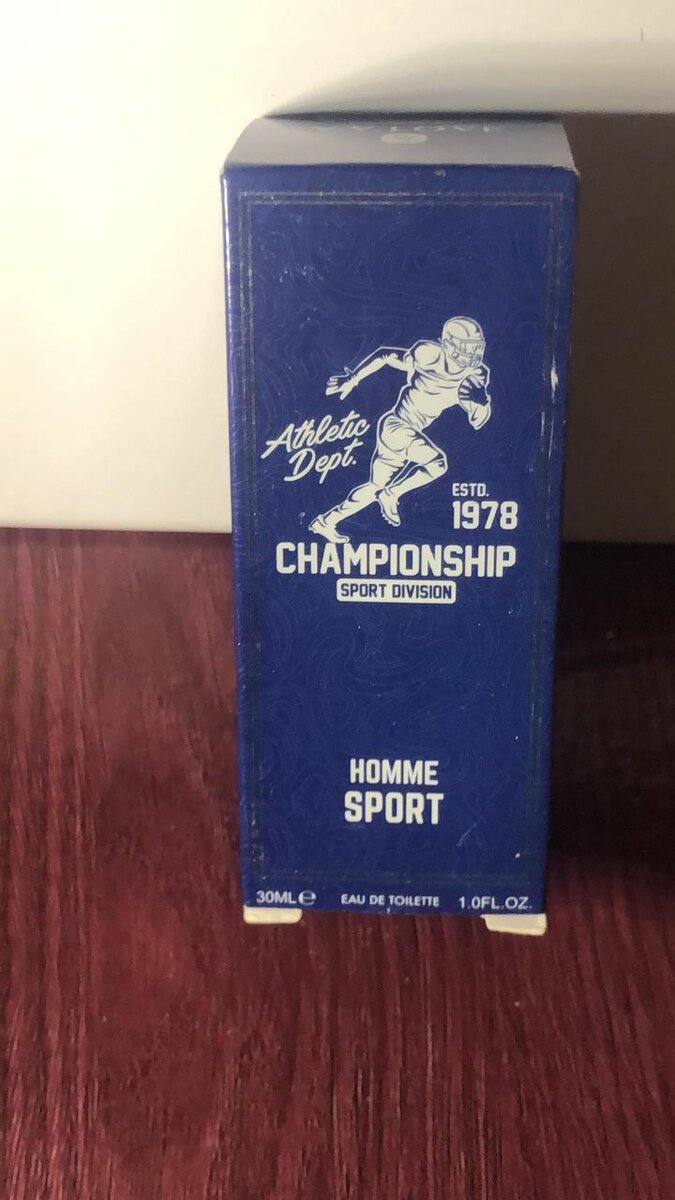 Athletic
Dept.
ESTD.
1978
CHAMPIONSHIP
SPORT DIVISION
HOMME
SPORT
30ML℮ EAU DE TOILETTE 1.0FL.OZ.